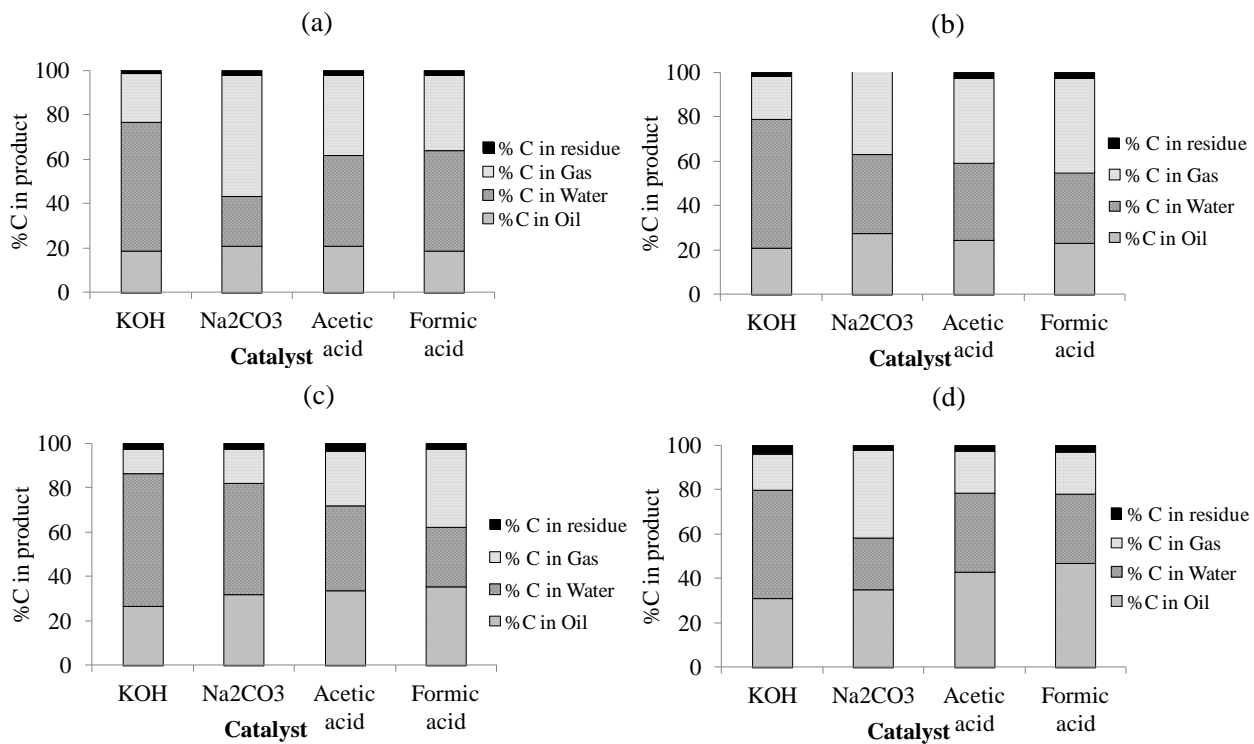 (a)
100
80
60
40
20
0
%C in product
KOH
Na2CO3
Acetic
acid
Formic
acid
Catalyst
% C in residue
% C in Gas
% C in Water
%C in Oil
(b)
100
80
60
40
20
0
%C in product
KOH
Na2CO3
Acetic
acid
Formic
acid
Catalyst
% C in residue
% C in Gas
% C in Water
%C in Oil
(c)
100
80
60
40
20
0
%C in product
KOH
Na2CO3
Acetic
acid
Formic
acid
Catalyst
% C in residue
% C in Gas
% C in Water
%C in Oil
(d)
100
80
60
40
20
0
%C in product
KOH
Na2CO3
Acetic
acid
Formic
acid
Catalyst
% C in residue
% C in Gas
% C in Water
%C in Oil